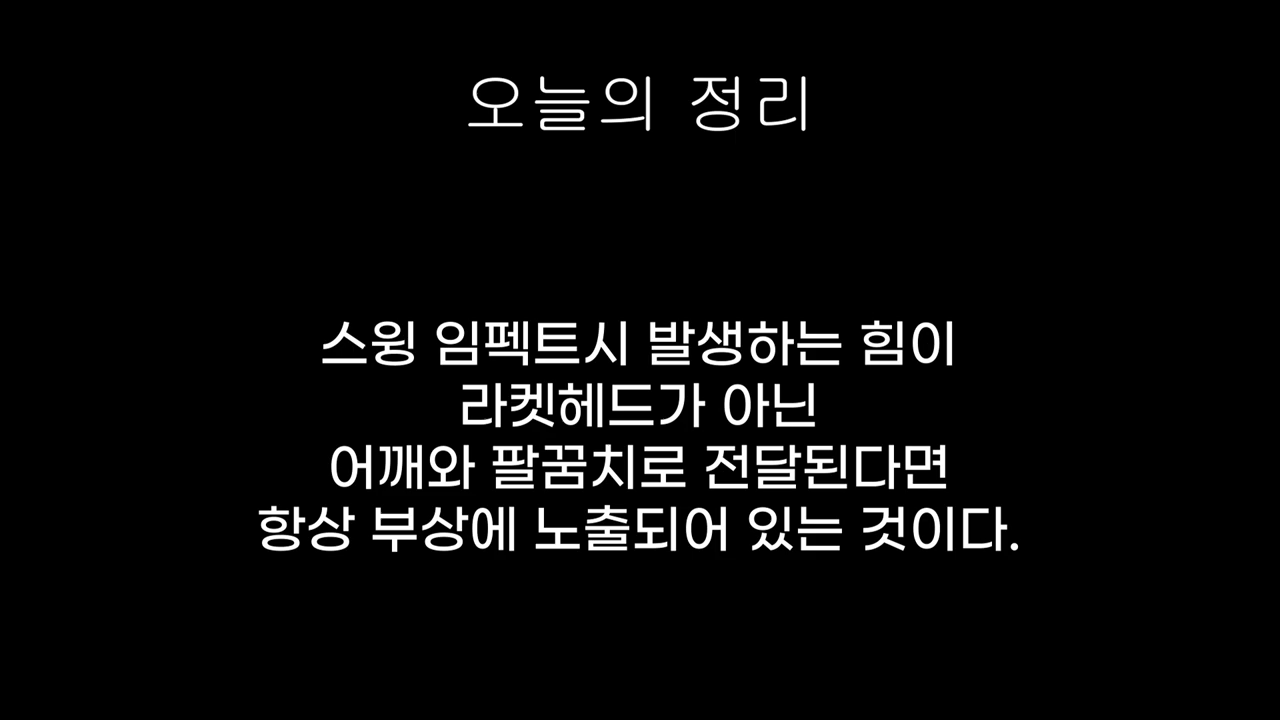 오늘의 정리
스윙 임펙트시 발생하는 힘이
라켓헤드가 아닌
어깨와 팔꿈치로 전달된다면
항상 부상에 노출되어 있는 것이다.